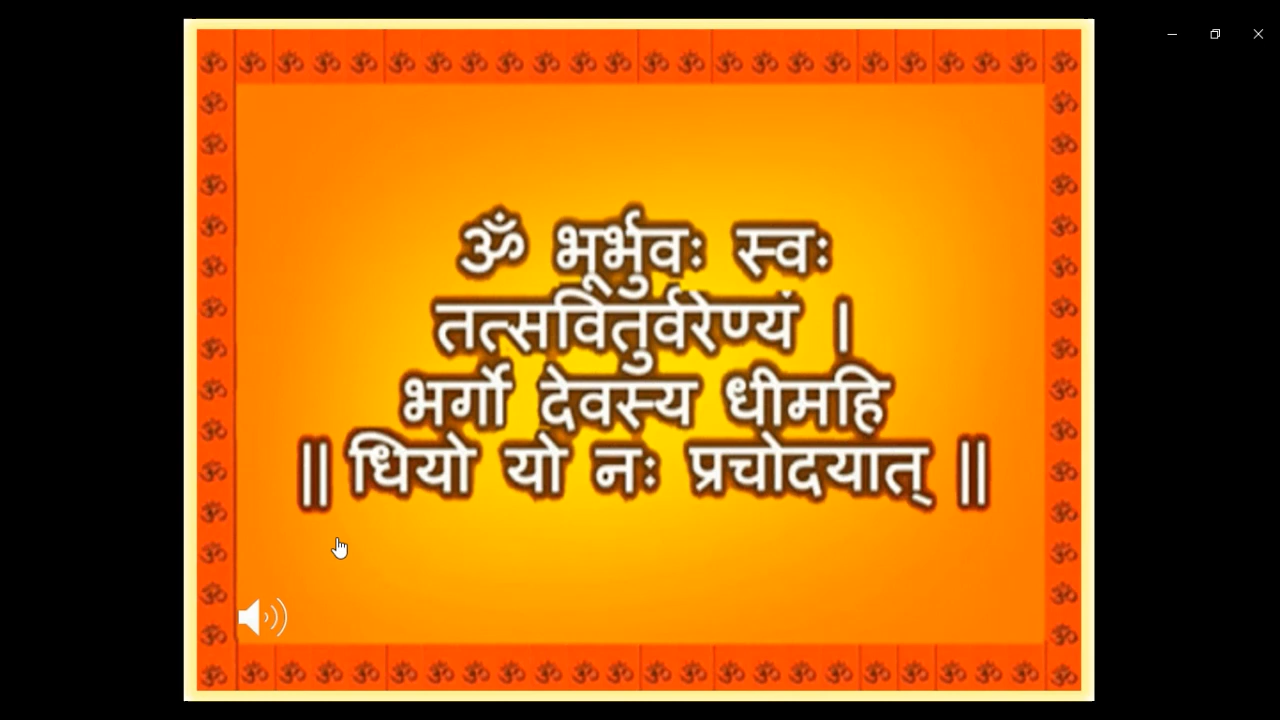 ॐ भूर्भुवः स्वः
तत्सवितुर्वरेण्यं ।
भर्गो देवस्य धीमहि
|| धियो यो नः प्रचोदयात् ||